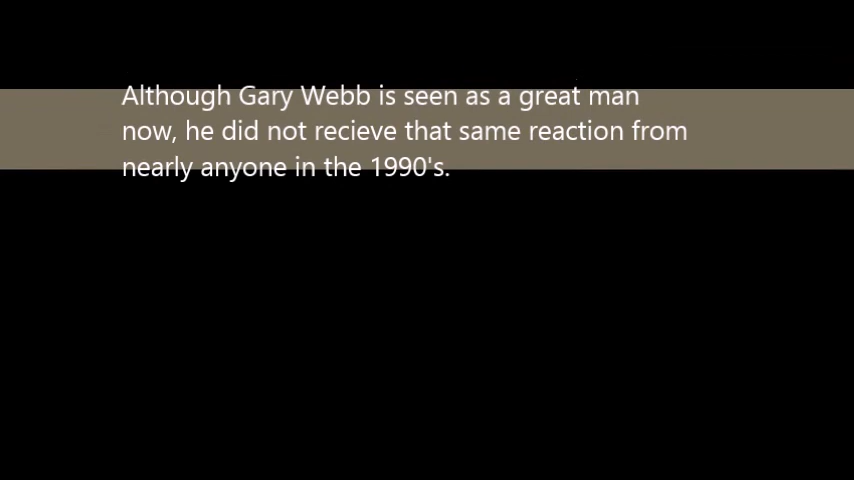 Although Gary Webb is seen as a great man
now, he did not recieve that same reaction from
nearly anyone in the 1990's.